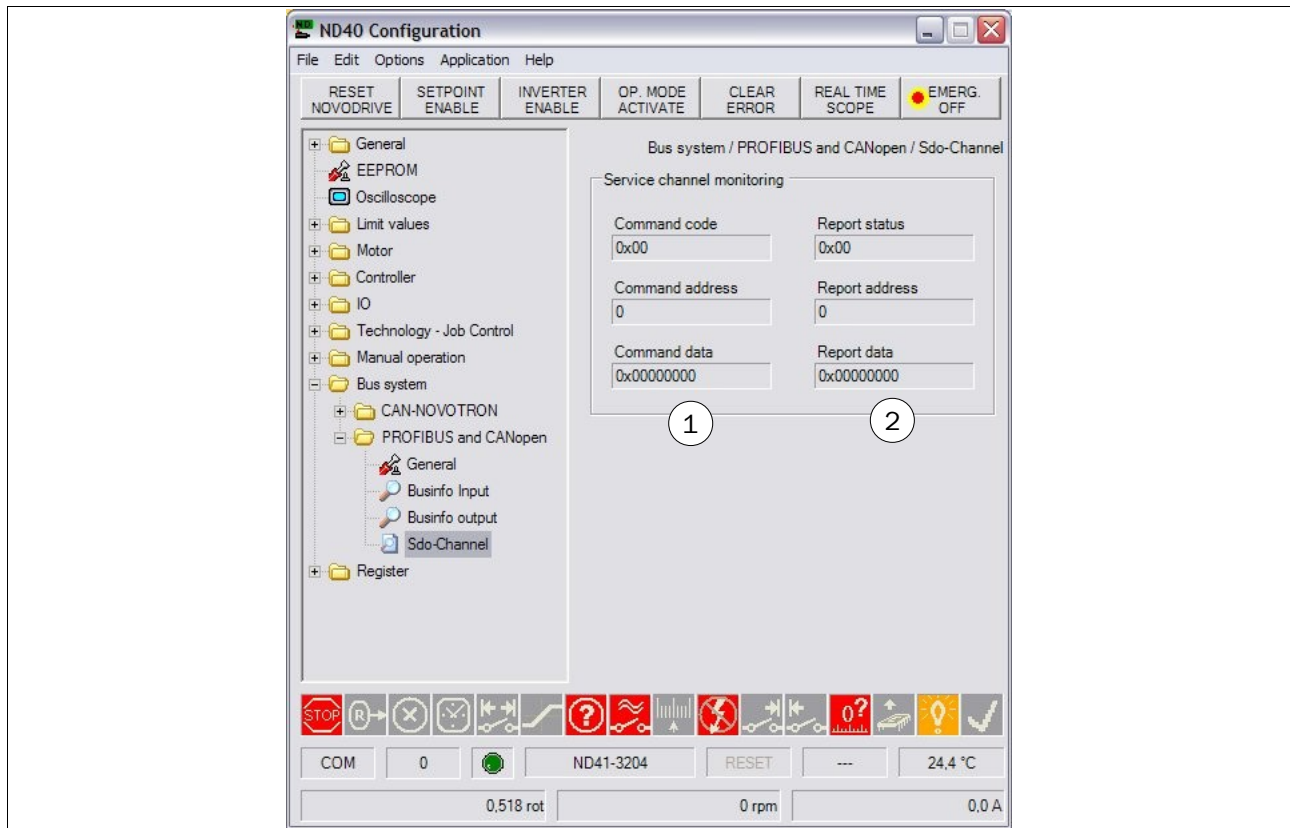 ND40 Configuration
File Edit Options Application Help
RESET NOVODRIVE
SETPOINT ENABLE
INVERTER ENABLE
OP. MODE ACTIVATE
CLEAR ERROR
REAL TIME SCOPE
EMERG. OFF
General
EEPROM
Oscilloscope
Limit values
Motor
Controller
IO
Technology - Job Control
Manual operation
Bus system
CAN-NOVOTRON
PROFIBUS and CANopen
General
Businfo Input
Businfo output
Sdo-Channel
Register
Bus system / PROFIBUS and CANopen / Sdo-Channel
Service channel monitoring
Command code
0x00
Report status
0x00
Command address
0
Report address
0
Command data
0x00000000
Report data
0x00000000
1
2
STOP
R
?
0?
COM
0
ND41-3204
RESET
---
24,4 °C
0,518 rot
0 rpm
0,0 A